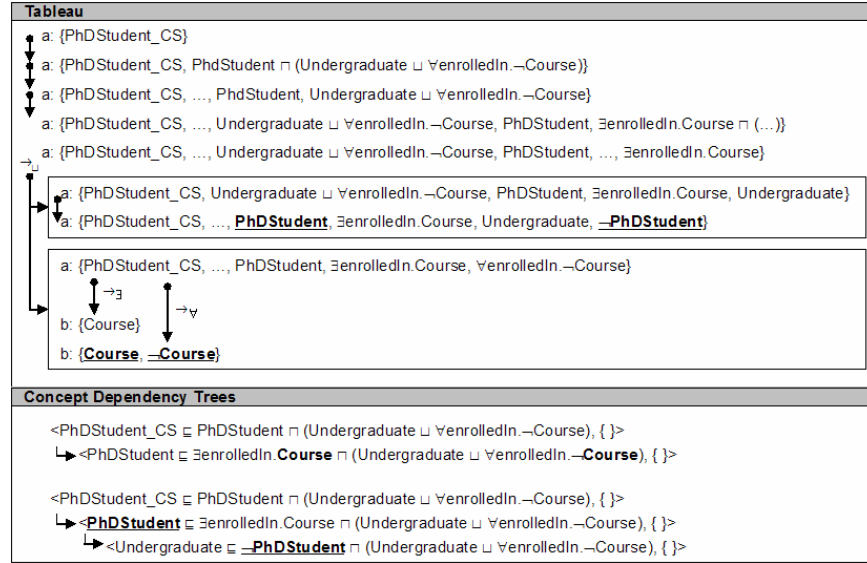 Tableau
a: {PhDStudent_CS}
a: {PhDStudent_CS, PhdStudent ⊓ (Undergraduate ⊔ ∀enrolledIn.¬Course)}
a: {PhDStudent_CS, …, PhdStudent, Undergraduate ⊔ ∀enrolledIn.¬Course}
a: {PhDStudent_CS, …, Undergraduate ⊔ ∀enrolledIn.¬Course, PhDStudent, ∃enrolledIn.Course ⊓ (…)}
a: {PhDStudent_CS, …, Undergraduate ⊔ ∀enrolledIn.¬Course, PhDStudent, …, ∃enrolledIn.Course}
→⊔
a: {PhDStudent_CS, Undergraduate ⊔ ∀enrolledIn.¬Course, PhDStudent, ∃enrolledIn.Course, Undergraduate}
a: {PhDStudent_CS, …, PhDStudent, ∃enrolledIn.Course, Undergraduate, ¬PhDStudent}
a: {PhDStudent_CS, …, PhDStudent, ∃enrolledIn.Course, ∀enrolledIn.¬Course}
→∃
→∀
b: {Course}
b: {Course, ¬Course}
Concept Dependency Trees
<PhDStudent_CS ⊑ PhDStudent ⊓ (Undergraduate ⊔ ∀enrolledIn.¬Course), { }>
<PhDStudent ⊑ ∃enrolledIn.Course ⊓ (Undergraduate ⊔ ∀enrolledIn.¬Course), { }>
<PhDStudent_CS ⊑ PhDStudent ⊓ (Undergraduate ⊔ ∀enrolledIn.¬Course), { }>
<PhDStudent ⊑ ∃enrolledIn.Course ⊓ (Undergraduate ⊔ ∀enrolledIn.¬Course), { }>
<Undergraduate ⊑ ¬PhDStudent ⊓ (Undergraduate ⊔ ∀enrolledIn.¬Course), { }>